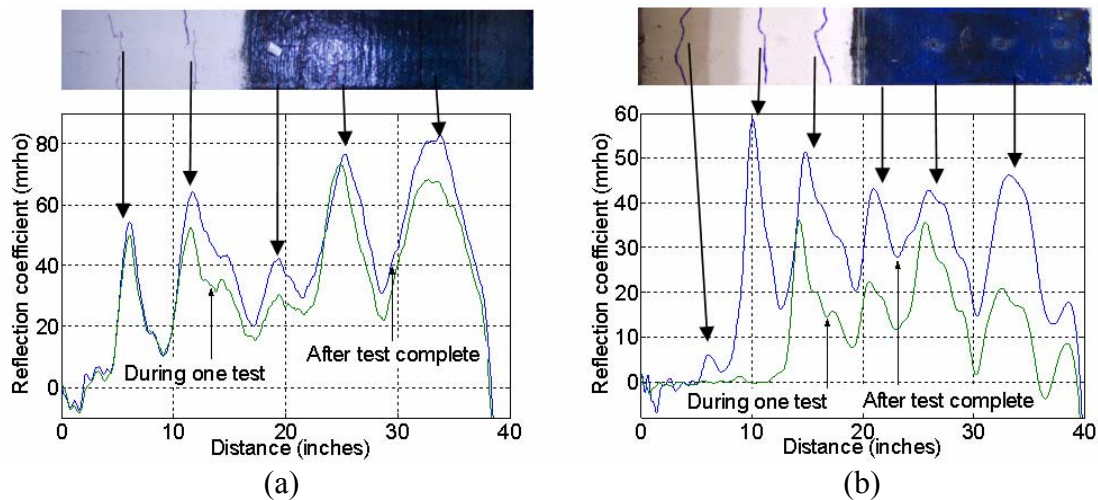 Reflection coefficient (mrho)
80
60
40
20
0
During one test
After test complete
0 10 20 30 40
Distance (inches)
(a)
Reflection coefficient (mrho)
60
50
40
30
20
10
0
During one test
After test complete
0 10 20 30 40
Distance (inches)
(b)